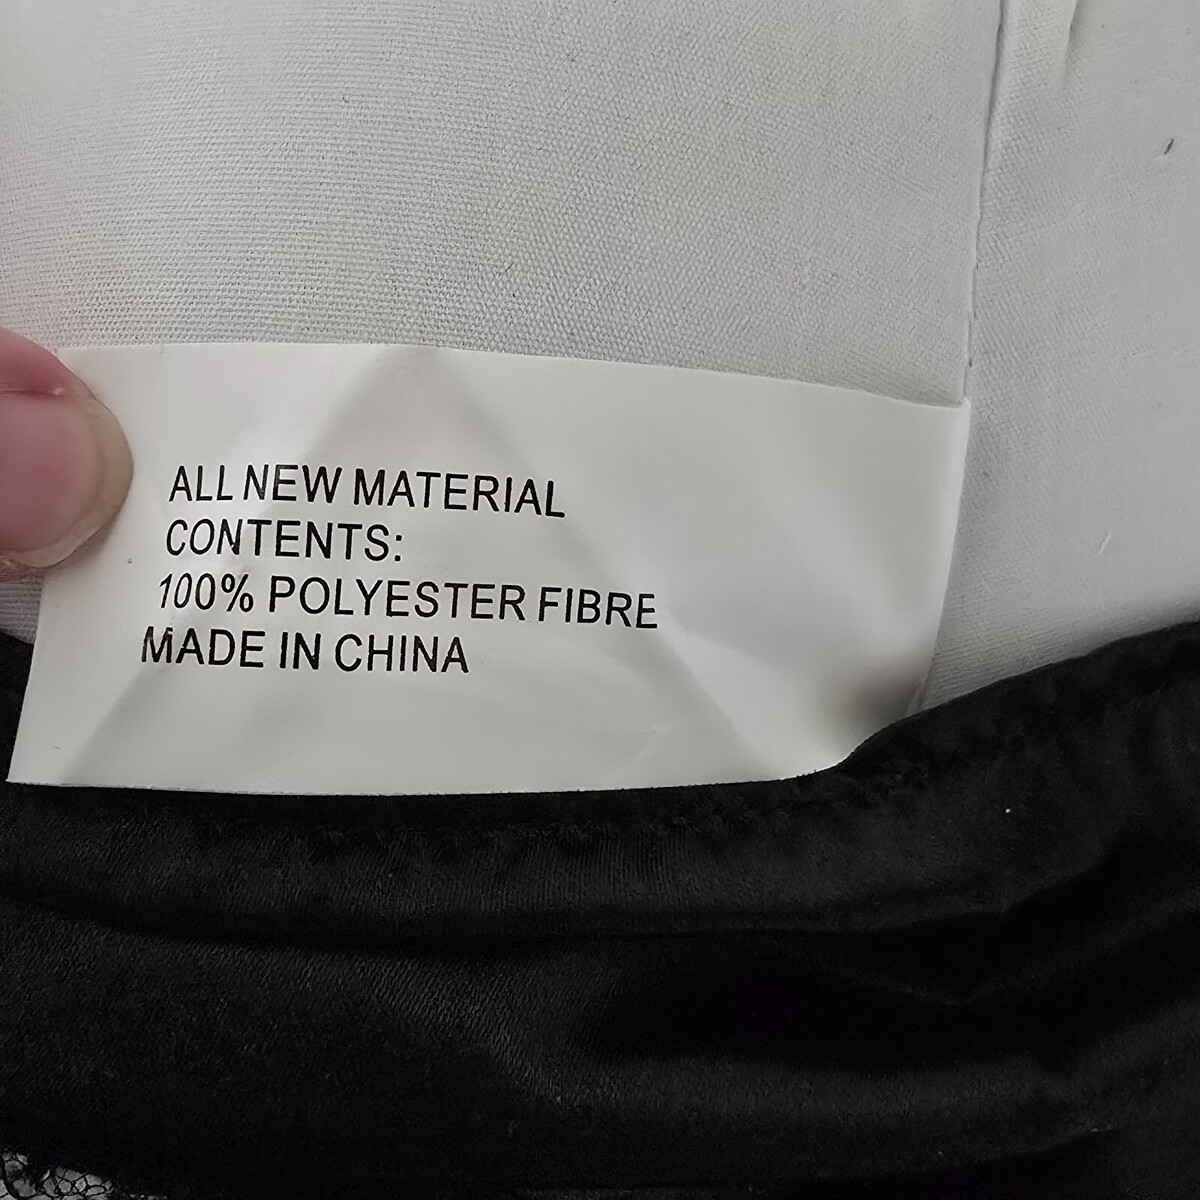 ALL NEW MATERIAL
CONTENTS:
100% POLYESTER FIBRE
MADE IN CHINA